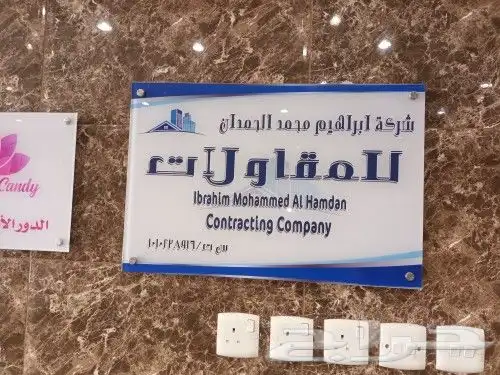 شركة ابراهيم محمد الحمدان
للمقاولات
Ibrahim Mohammed Al Hamdan
Contracting Company
Candy